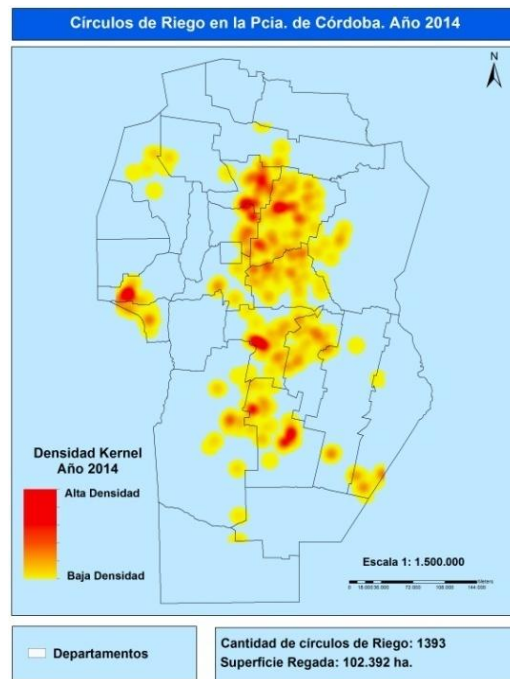 Círculos de Riego en la Pcia. de Córdoba. Año 2014
N
Densidad Kernel
Año 2014
Alta Densidad
Baja Densidad
Escala 1: 1.500.000
Departamentos
Cantidad de círculos de Riego: 1393
Superficie Regada: 102.392 ha.